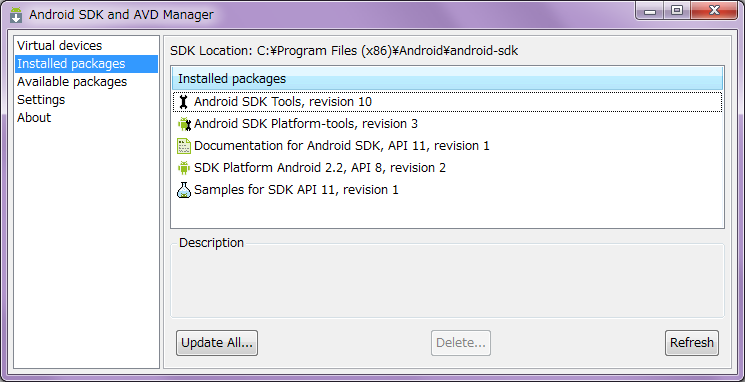 Android SDK and AVD Manager
Virtual devices
Installed packages
Available packages
Settings
About
SDK Location: C:¥Program Files (x86)¥Android¥android-sdk
Installed packages
Android SDK Tools, revision 10
Android SDK Platform-tools, revision 3
Documentation for Android SDK, API 11, revision 1
SDK Platform Android 2.2, API 8, revision 2
Samples for SDK API 11, revision 1
Description
Update All...
Delete...
Refresh